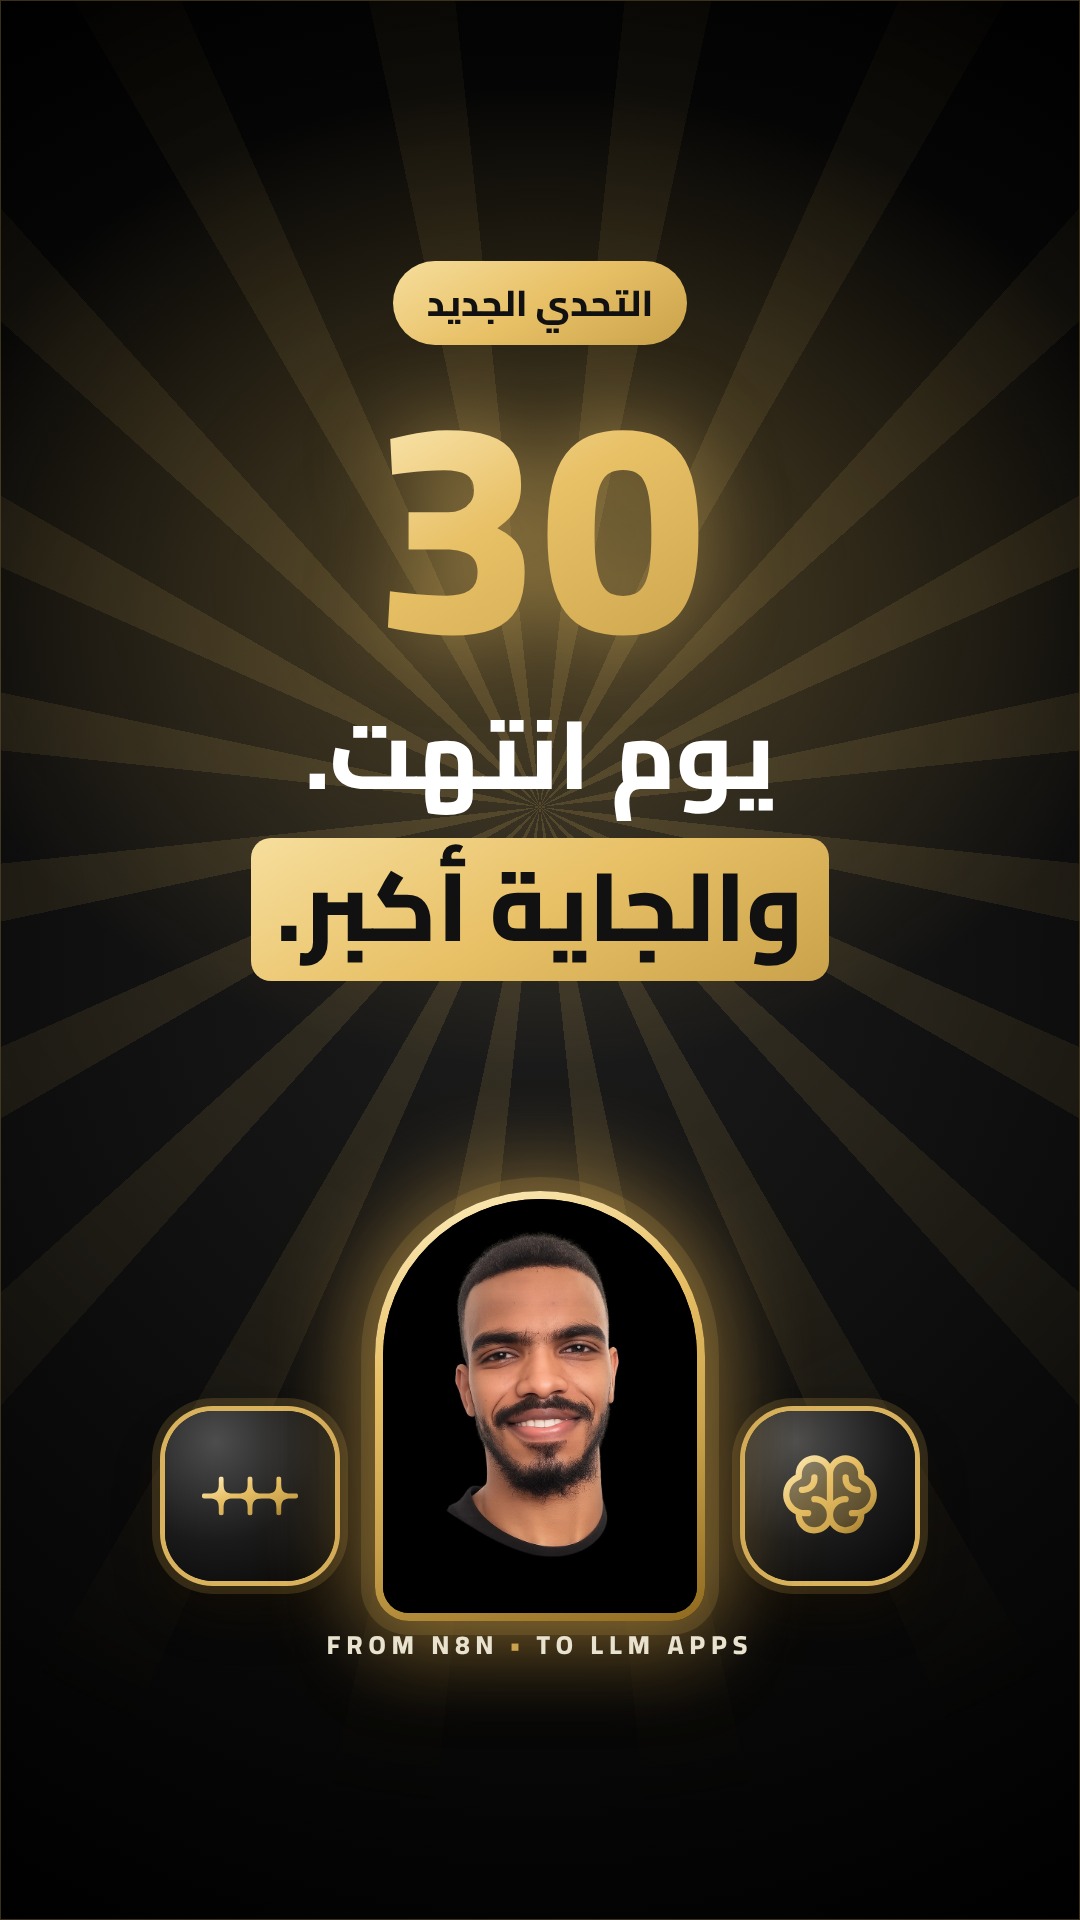 التحدي الجديد
30
يوم انتهت.
والجاية أكبر.
FROM N8N ▪ TO LLM APPS